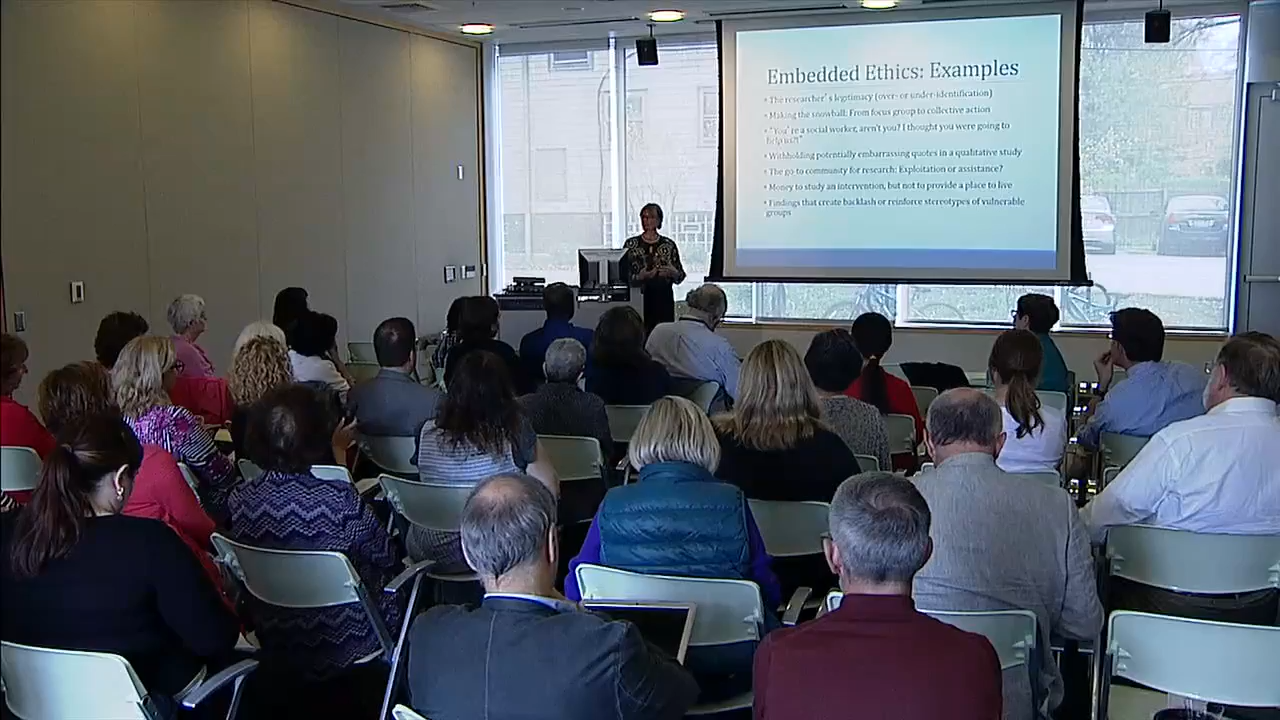 Embedded Ethics: Examples
• The researcher's legitimacy (over- or under-identification)
• Making the snowball: From focus group to collective action
• "You're a social worker, aren't you? I thought you were going to
help us?!"
• Withholding potentially embarrassing quotes in a qualitative study
• The go-to community for research: Exploitation or assistance?
• Money to study an intervention, but not to provide a place to live
• Findings that create backlash or reinforce stereotypes of vulnerable
groups